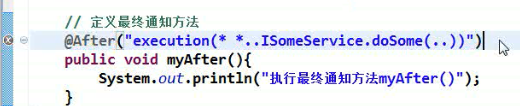 // 定义最终通知方法
@After("execution(* *..ISomeService.doSome(..))")
public void myAfter(){
System.out.println("执行最终通知方法myAfter()");
}